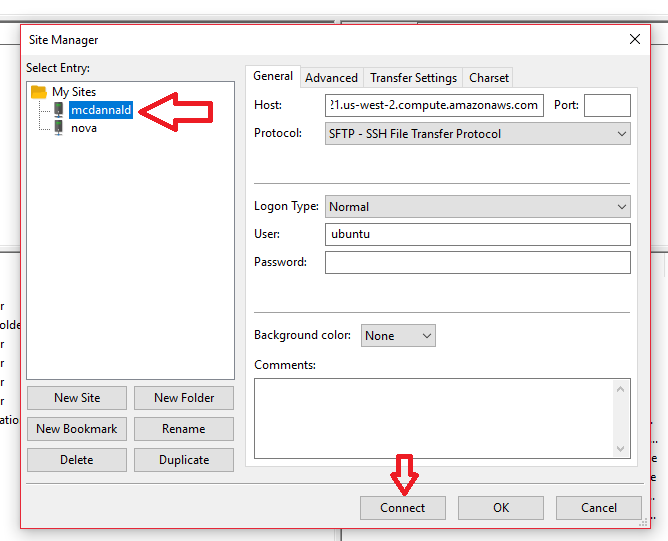 Site Manager
Select Entry:
My Sites
mcdannald
nova
New Site
New Folder
New Bookmark
Rename
Delete
Duplicate
General
Advanced
Transfer Settings
Charset
Host:
21.us-west-2.compute.amazonaws.com
Port:
Protocol:
SFTP - SSH File Transfer Protocol
Logon Type:
Normal
User:
ubuntu
Password:
Background color:
None
Comments:
Connect
OK
Cancel